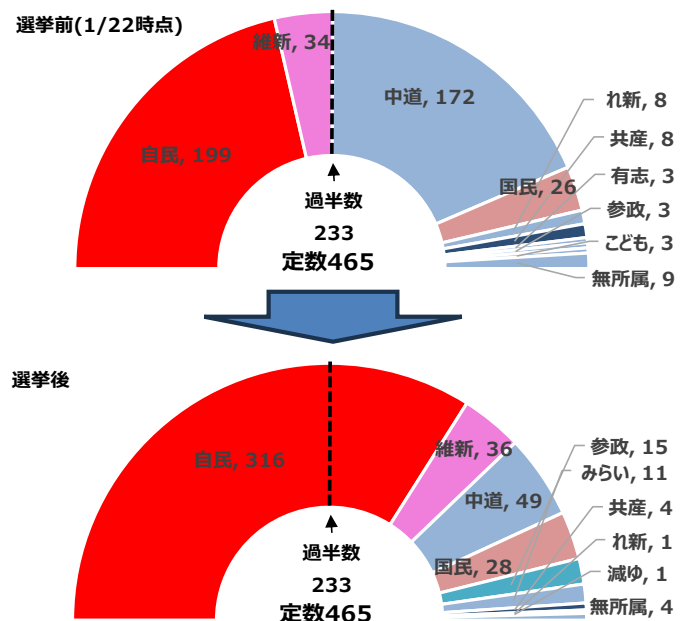 選挙前(1/22時点)
維新, 34
中道, 172
自民, 199
国民, 26
れ新, 8
共産, 8
有志, 3
参政, 3
こども, 3
無所属, 9
過半数
233
定数465
選挙後
自民, 316
維新, 36
中道, 49
国民, 28
参政, 15
みらい, 11
共産, 4
れ新, 1
減ゆ, 1
無所属, 4
過半数
233
定数465